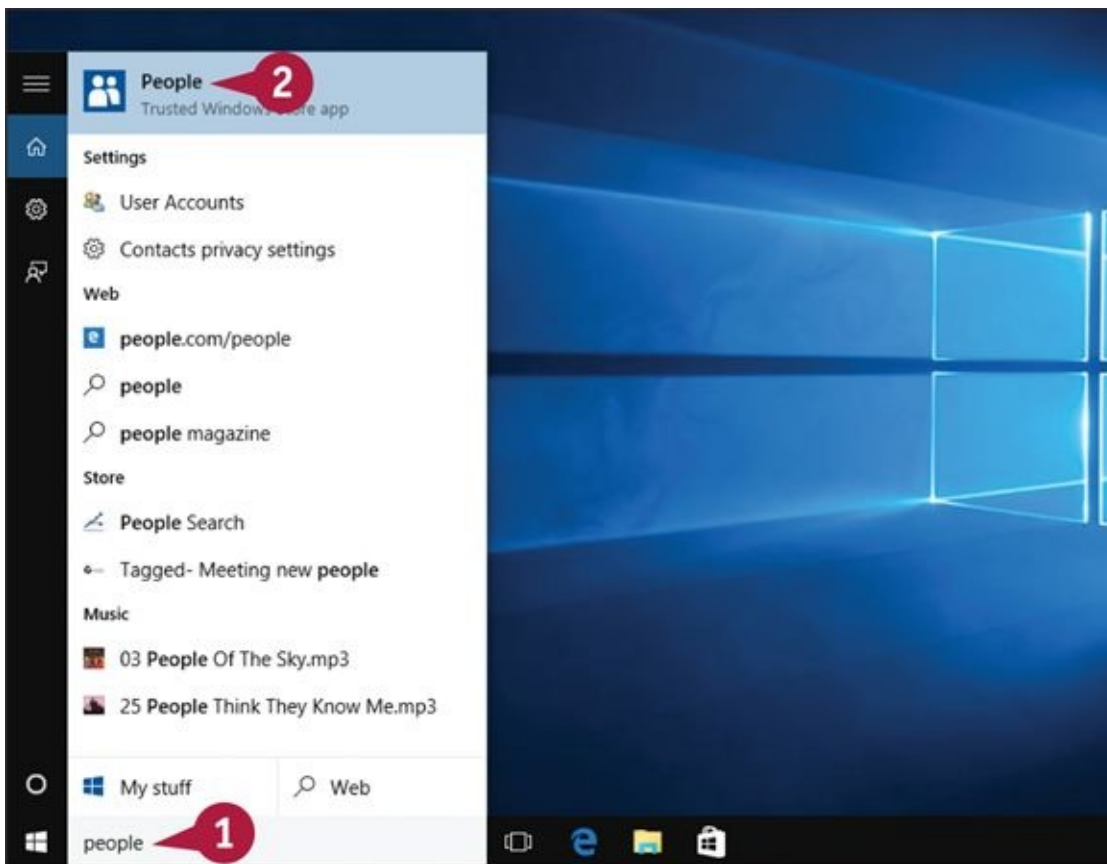 People
2
Trusted Windows Store app
Settings
User Accounts
Contacts privacy settings
Web
people.com/people
people
people magazine
Store
People Search
Tagged- Meeting new people
Music
03 People Of The Sky.mp3
25 People Think They Know Me.mp3
My stuff
Web
people
1